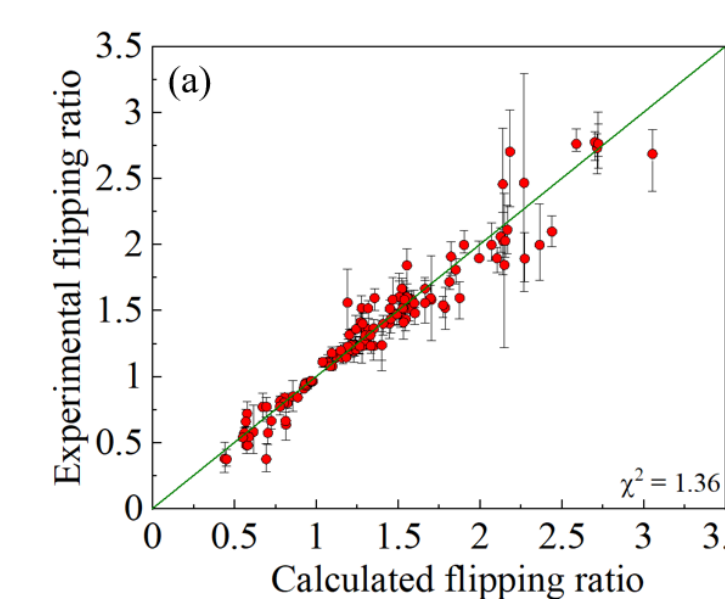 (a)
Experimental flipping ratio
3.5
3
2.5
2
1.5
1
0.5
0
χ² = 1.36
0 0.5 1 1.5 2 2.5 3 3.
Calculated flipping ratio